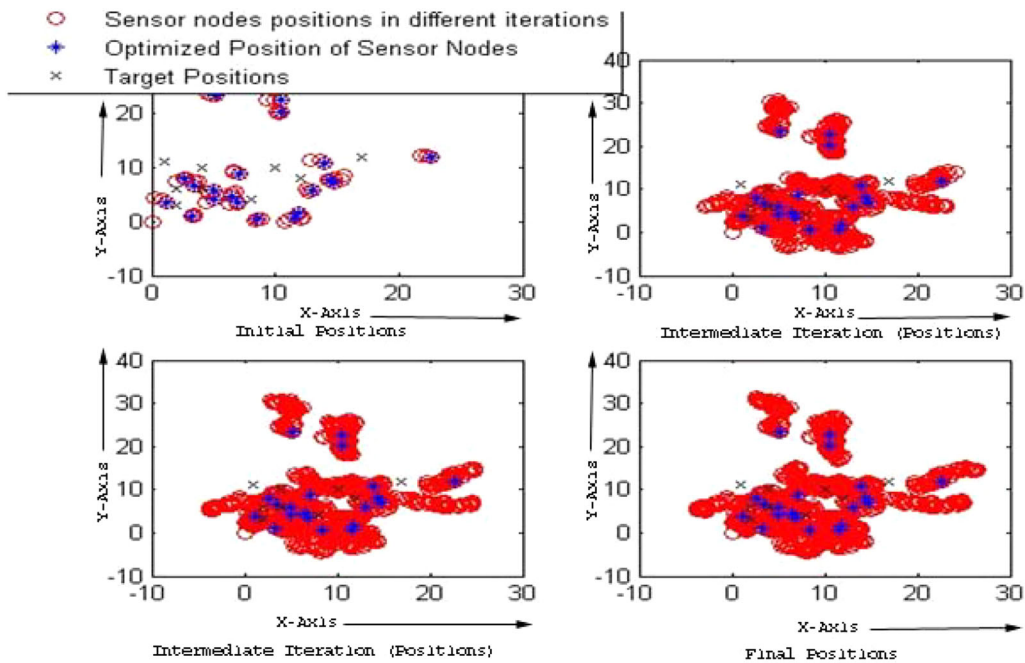 Sensor nodes positions in different iterations
Optimized Position of Sensor Nodes
Target Positions
20
10
0
-10
0
10
20
30
Y-Axis
X-Axis
Initial Positions
40
30
20
10
0
-10
-10
0
10
20
30
Y-Axis
X-Axis
Intermediate Iteration (Positions)
40
30
20
10
0
-10
-10
0
10
20
30
Y-Axis
X-Axis
Intermediate Iteration (Positions)
40
30
20
10
0
-10
-10
0
10
20
30
Y-Axis
X-Axis
Final Positions